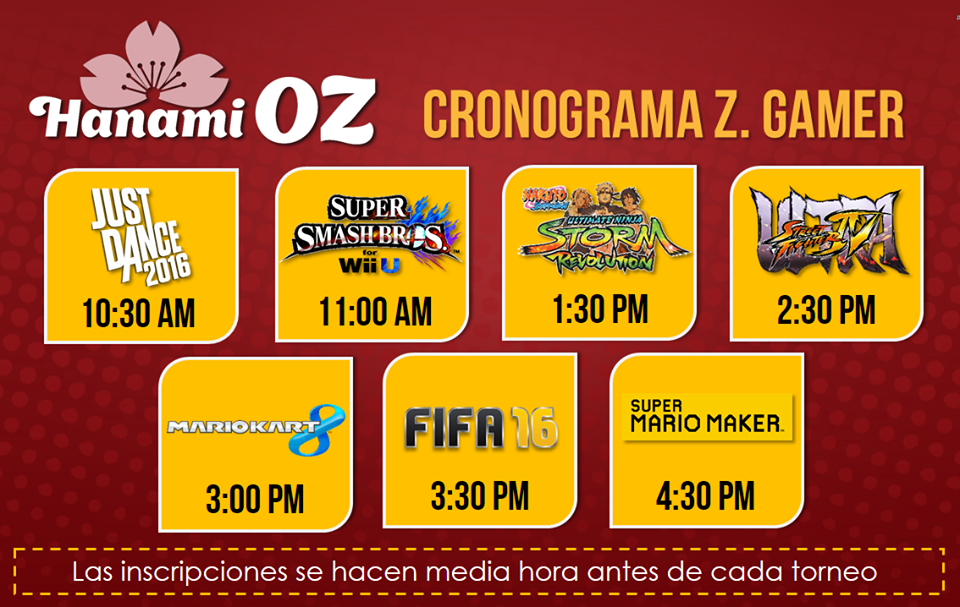 Hanami OZ
CRONOGRAMA Z. GAMER
JUST
DANCE
2016
10:30 AM
SUPER
SMASH BROS.
for
Wii U
11:00 AM
NARUTO
SHIPPUDEN
ULTIMATE NINJA
STORM
REVOLUTION
1:30 PM
ULTRA
STREET
FIGHTER IV
2:30 PM
MARIOKART 8
3:00 PM
FIFA 16
3:30 PM
SUPER
MARIO MAKER
4:30 PM
Las inscripciones se hacen media hora antes de cada torneo